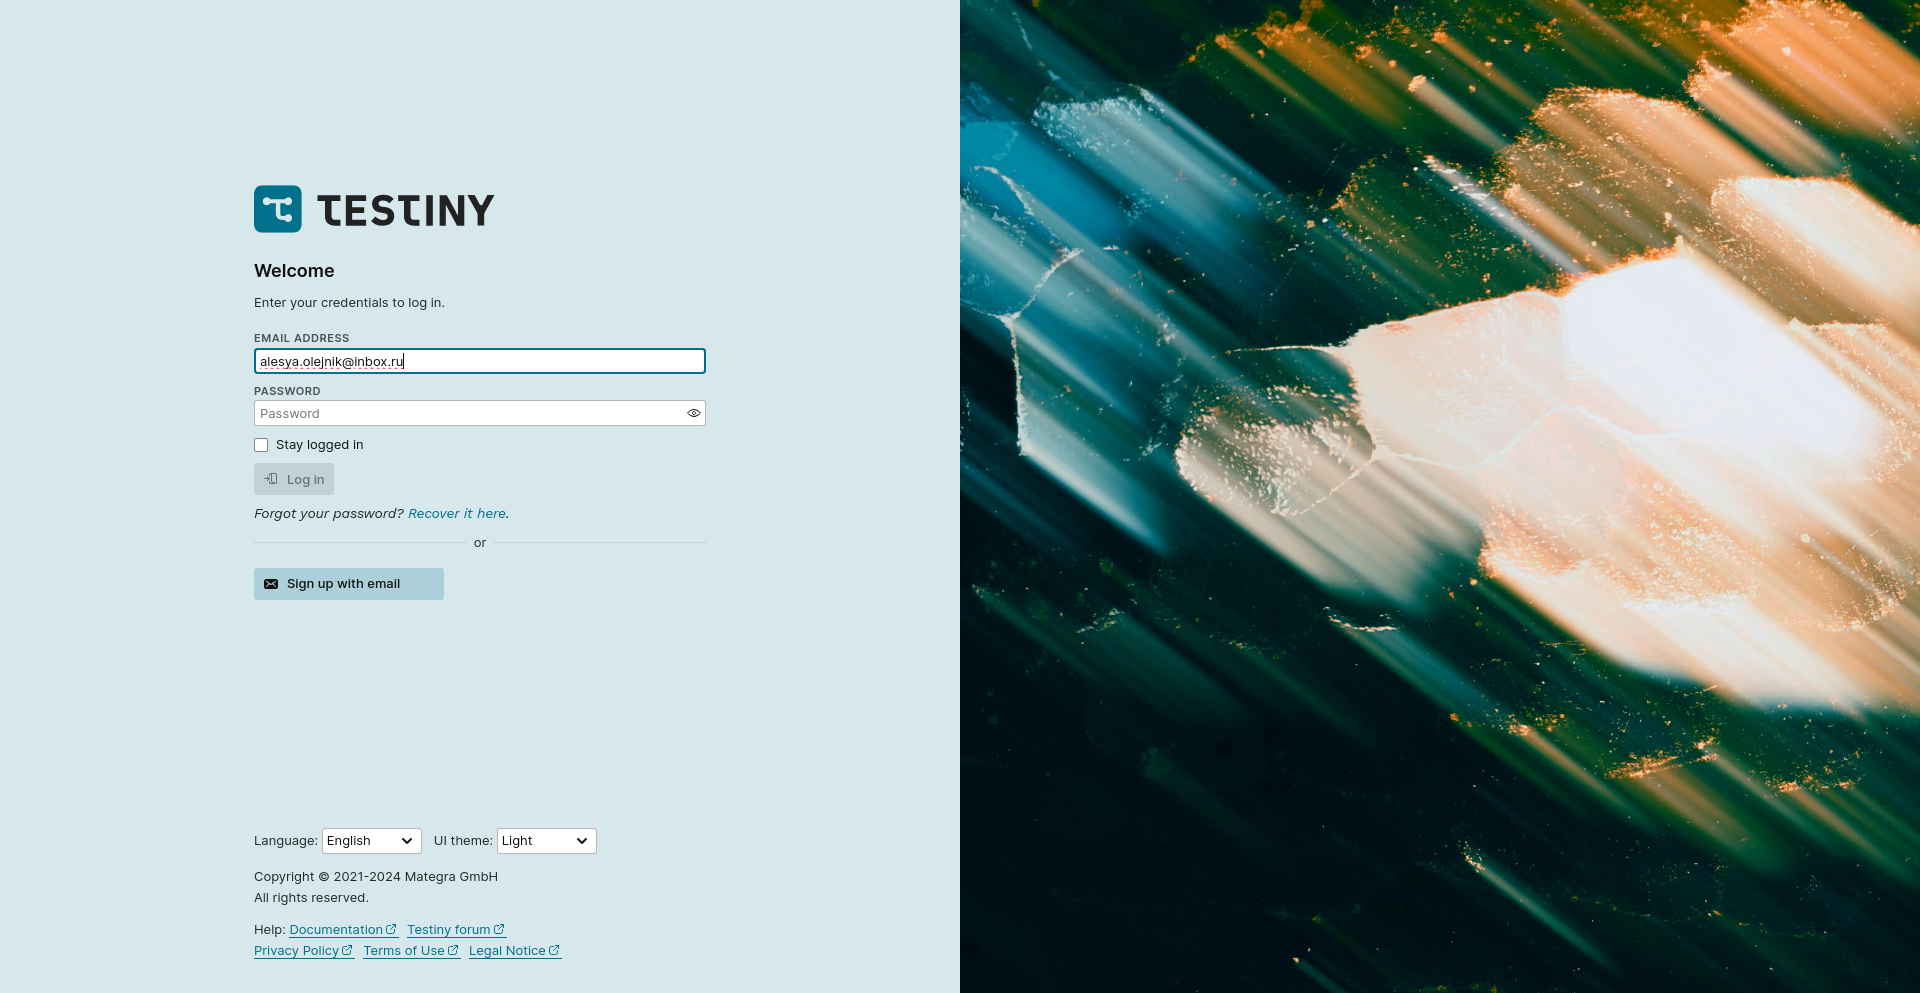 TESTINY
Welcome
Enter your credentials to log in.
EMAIL ADDRESS
alesya.olejnik@inbox.ru
PASSWORD
Password
Stay logged in
Log in
Forgot your password? Recover it here.
or
Sign up with email
Language: English UI theme: Light
Copyright © 2021-2024 Mategra GmbH
All rights reserved.
Help: Documentation Testiny forum
Privacy Policy Terms of Use Legal Notice